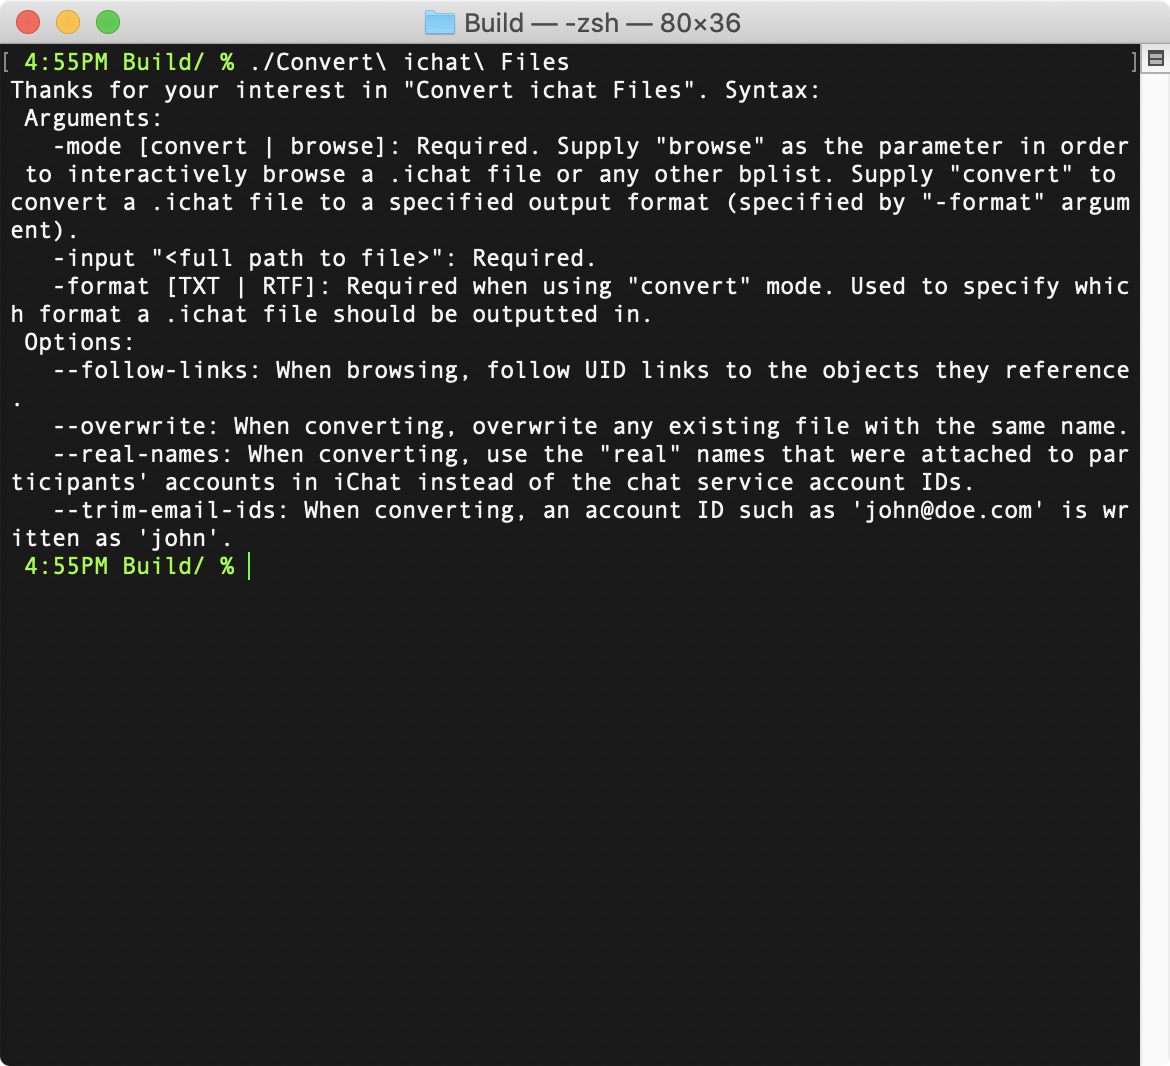 Build — -zsh — 80×36
[ 4:55PM Build/ % ./Convert\ ichat\ Files ]
Thanks for your interest in "Convert ichat Files". Syntax:
 Arguments:
   -mode [convert | browse]: Required. Supply "browse" as the parameter in order
 to interactively browse a .ichat file or any other bplist. Supply "convert" to
convert a .ichat file to a specified output format (specified by "-format" argum
ent).
   -input "<full path to file>": Required.
   -format [TXT | RTF]: Required when using "convert" mode. Used to specify whic
h format a .ichat file should be outputted in.
 Options:
   --follow-links: When browsing, follow UID links to the objects they reference
.
   --overwrite: When converting, overwrite any existing file with the same name.
   --real-names: When converting, use the "real" names that were attached to par
ticipants' accounts in iChat instead of the chat service account IDs.
   --trim-email-ids: When converting, an account ID such as 'john@doe.com' is wr
itten as 'john'.
 4:55PM Build/ %